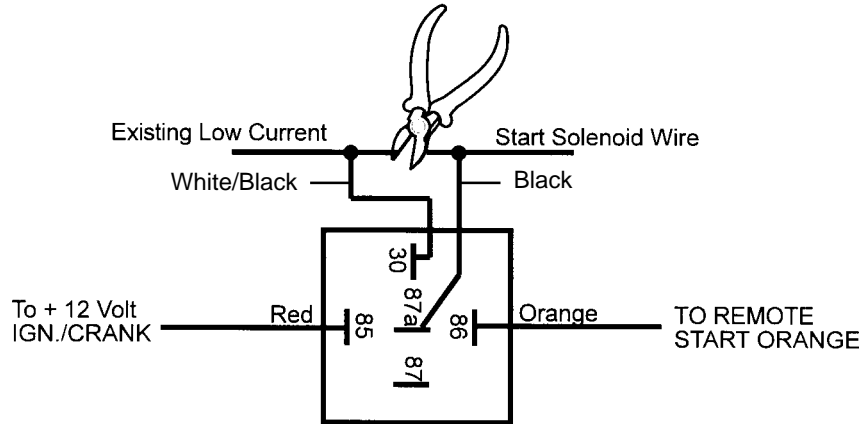 Existing Low Current
Start Solenoid Wire
White/Black
Black
30
87a
85
86
87
To + 12 Volt
IGN./CRANK
Red
Orange
TO REMOTE
START ORANGE